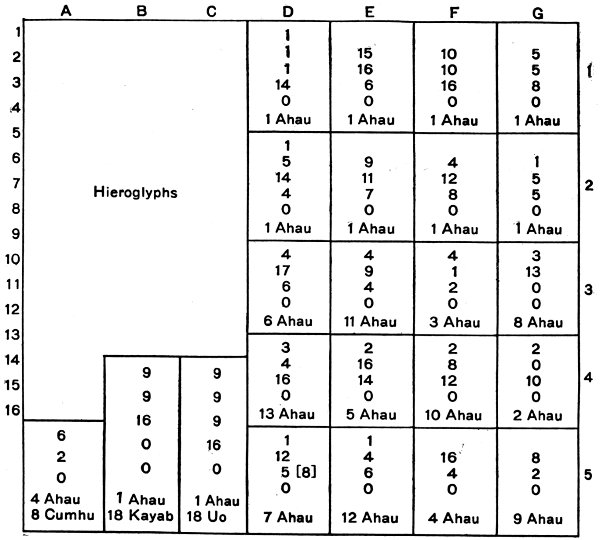 A B C D E F G
1 1
2 1 15 10 5
1 16 10 5 1
3 14 6 16 8
4 0 0 0 0
1 Ahau 1 Ahau 1 Ahau 1 Ahau
5
1
6 5 9 4 1
7 14 11 12 5 2
Hieroglyphs 4 7 8 5
8 0 0 0 0
9 1 Ahau 1 Ahau 1 Ahau 1 Ahau
10 4 4 4 3
17 9 1 13
11 6 4 2 0 3
12 0 0 0 0
6 Ahau 11 Ahau 3 Ahau 8 Ahau
13
14 3 2 2 2
9 9 4 16 8 0
15 16 14 12 10 4
9 9 0 0 0 0
16 16 9 13 Ahau 5 Ahau 10 Ahau 2 Ahau
6 0 16 1 1
2 12 4 16 8
0 0 0 5 [8] 6 4 2 5
0 0 0 0
4 Ahau 1 Ahau 1 Ahau
8 Cumhu 18 Kayab 18 Uo 7 Ahau 12 Ahau 4 Ahau 9 Ahau